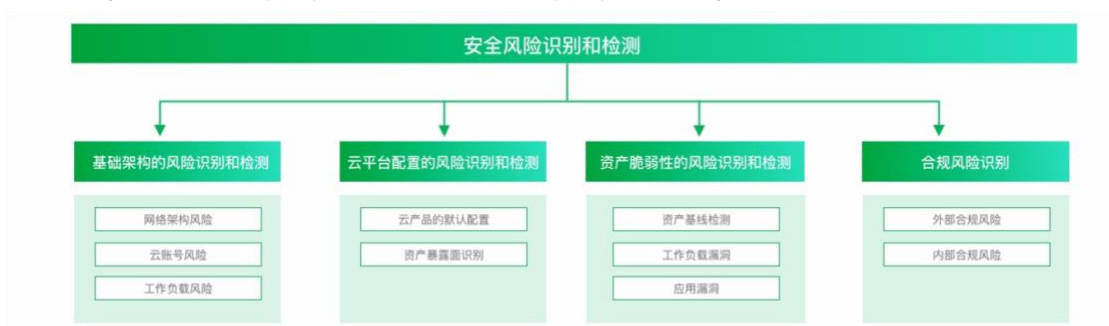 安全风险识别和检测
基础架构的风险识别和检测
网络架构风险
云账号风险
工作负载风险
云平台配置的风险识别和检测
云产品的默认配置
资产暴露面识别
资产脆弱性的风险识别和检测
资产基线检测
工作负载漏洞
应用漏洞
合规风险识别
外部合规风险
内部合规风险